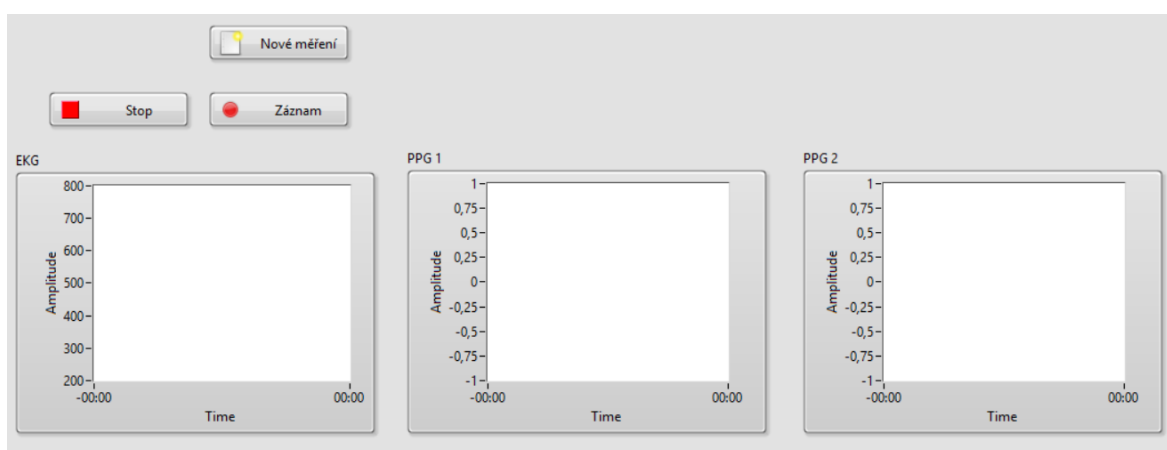 Nové měření
Stop
Záznam
EKG
800
700
600
500
400
300
200
Amplitude
-00:00
00:00
Time
PPG 1
1
0,75
0,5
0,25
0
-0,25
-0,5
-0,75
-1
Amplitude
-00:00
00:00
Time
PPG 2
1
0,75
0,5
0,25
0
-0,25
-0,5
-0,75
-1
Amplitude
-00:00
00:00
Time